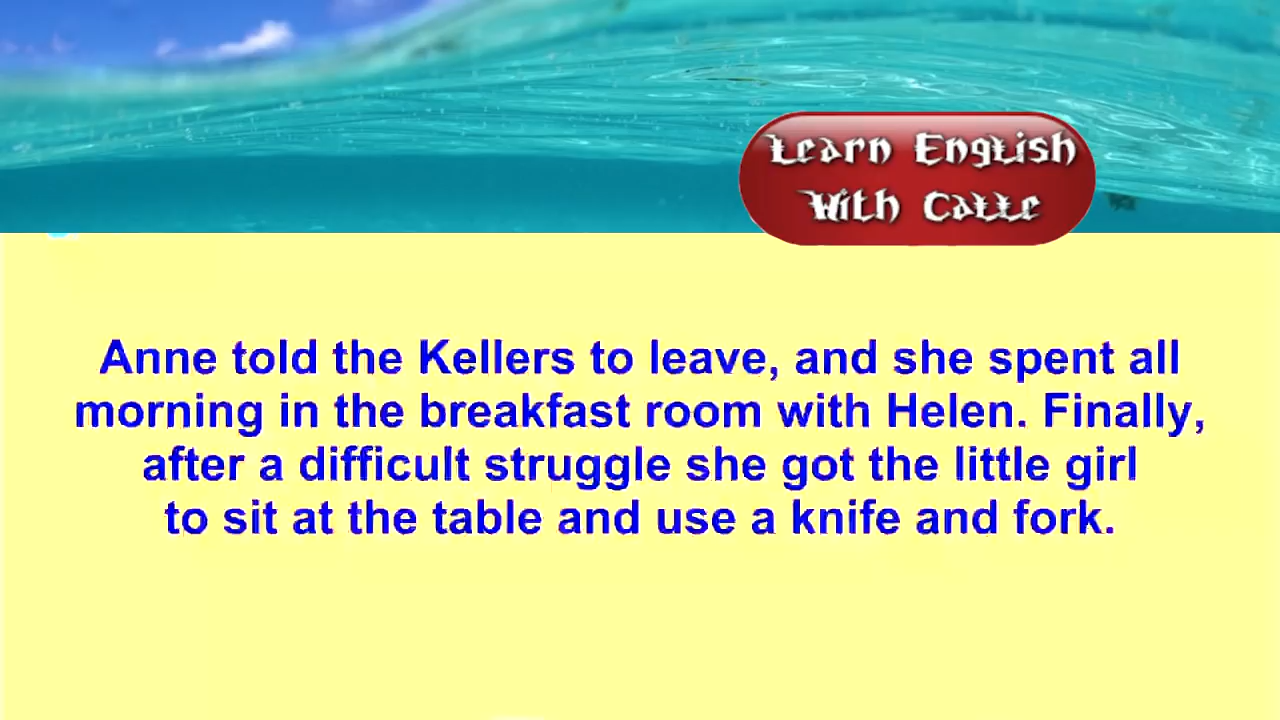 Learn English
With Catte
Anne told the Kellers to leave, and she spent all
morning in the breakfast room with Helen. Finally,
after a difficult struggle she got the little girl
to sit at the table and use a knife and fork.